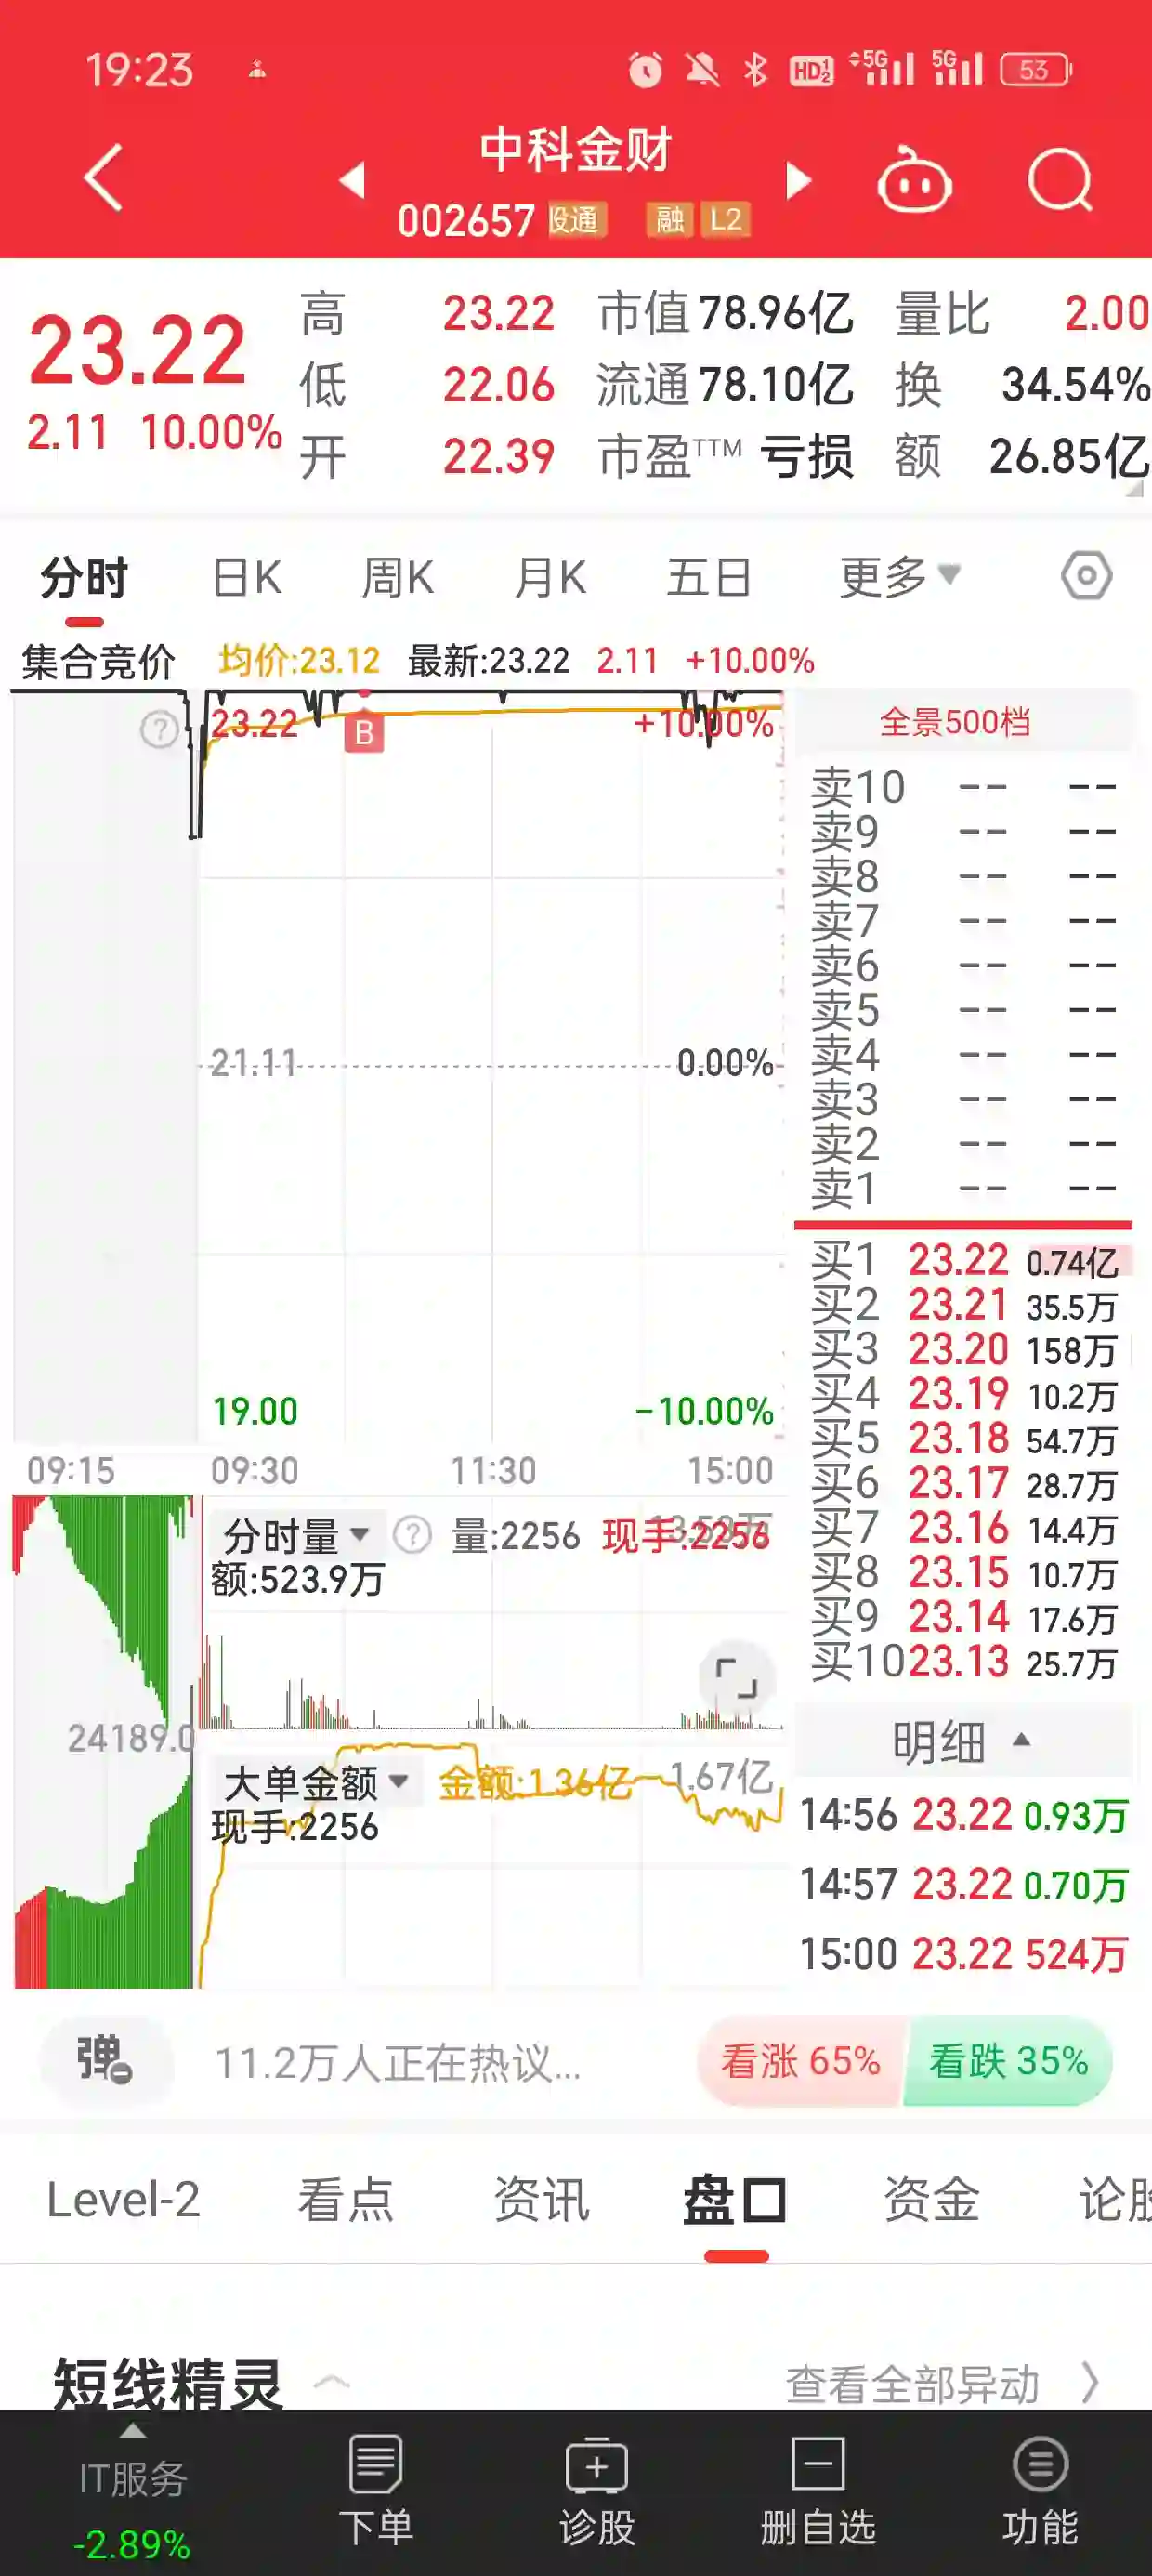 19:23 HD 5G 5G 53
中科金财
002657 股通 融 L2
23.22
2.11 10.00%
高 23.22 市值 78.96亿 量比 2.00
低 22.06 流通 78.10亿 换 34.54%
开 22.39 市盈TTM 亏损 额 26.85亿
分时 日K 周K 月K 五日 更多
集合竞价 均价:23.12 最新:23.22 2.11 +10.00%
23.22 B +10.00%
21.11 0.00%
19.00 -10.00%
09:15 09:30 11:30 15:00
全景500档
卖10 -- --
卖9 -- --
卖8 -- --
卖7 -- --
卖6 -- --
卖5 -- --
卖4 -- --
卖3 -- --
卖2 -- --
卖1 -- --
买1 23.22 0.74亿
买2 23.21 35.5万
买3 23.20 158万
买4 23.19 10.2万
买5 23.18 54.7万
买6 23.17 28.7万
买7 23.16 14.4万
买8 23.15 10.7万
买9 23.14 17.6万
买10 23.13 25.7万
分时量 量:2256 现手:2256
额:523.9万
24189.0
大单金额 金额:1.36亿 1.67亿
现手:2256
明细
14:56 23.22 0.93万
14:57 23.22 0.70万
15:00 23.22 524万
弹 11.2万人正在热议... 看涨 65% 看跌 35%
Level-2 看点 资讯 盘口 资金 论股
短线精灵 查看全部异动
IT服务
-2.89%
下单 诊股 删自选 功能